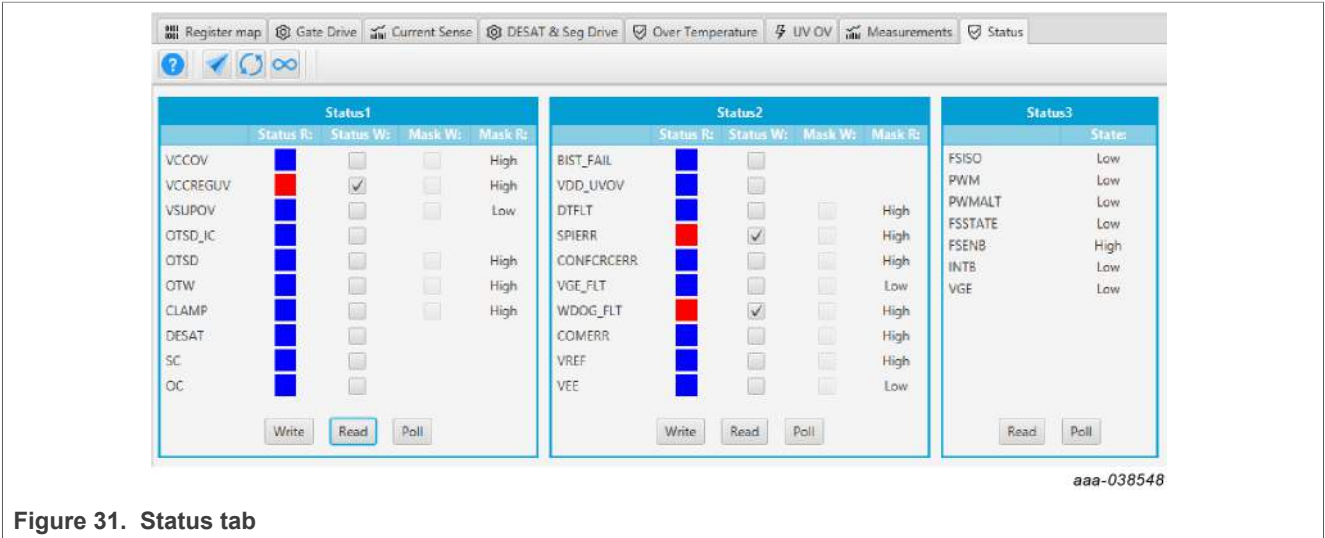 Register map Gate Drive Current Sense DESAT & Seg Drive Over Temperature UV OV Measurements Status
Status1
Status R: Status W: Mask W: Mask R:
VCCOV High
VCCREGUV High
VSUPOV Low
OTSD_IC
OTSD High
OTW High
CLAMP High
DESAT
SC
OC
Write Read Poll
Status2
Status R: Status W: Mask W: Mask R:
BIST_FAIL
VDD_UVOV
DTFLT High
SPIERR High
CONFCRCERR High
VGE_FLT Low
WDOG_FLT High
COMERR High
VREF High
VEE Low
Write Read Poll
Status3
State:
FSISO Low
PWM Low
PWMALT Low
FSSTATE Low
FSENB High
INTB Low
VGE Low
Read Poll
aaa-038548
Figure 31. Status tab